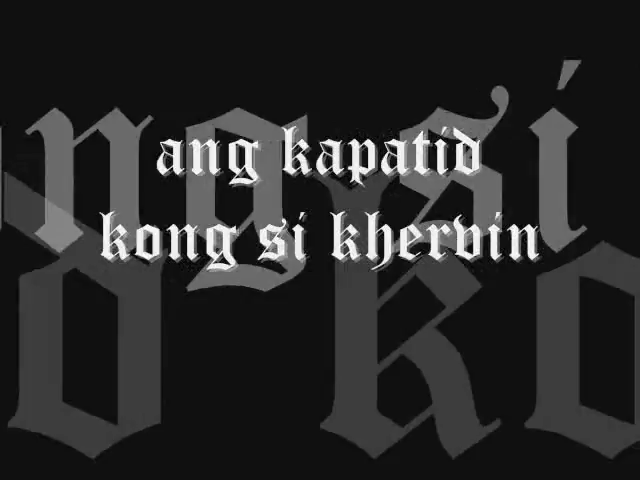 ang kapatid
kong si khervin